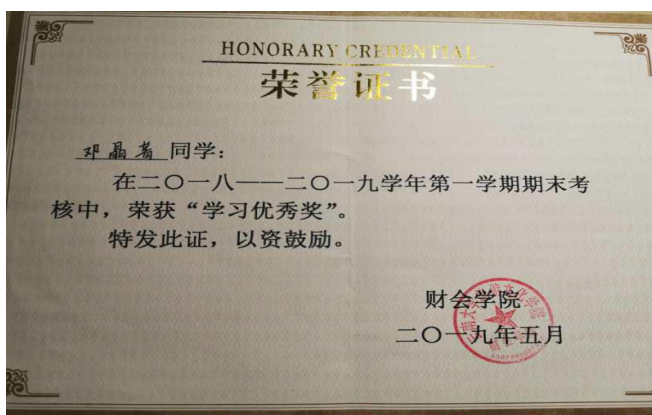 HONORARY CREDENTIAL
荣誉证书
邓晶 同学：
在二〇一八——二〇一九学年第一学期期末考
核中，荣获“学习优秀奖”。
特发此证，以资鼓励。
财会学院
二〇一九年五月